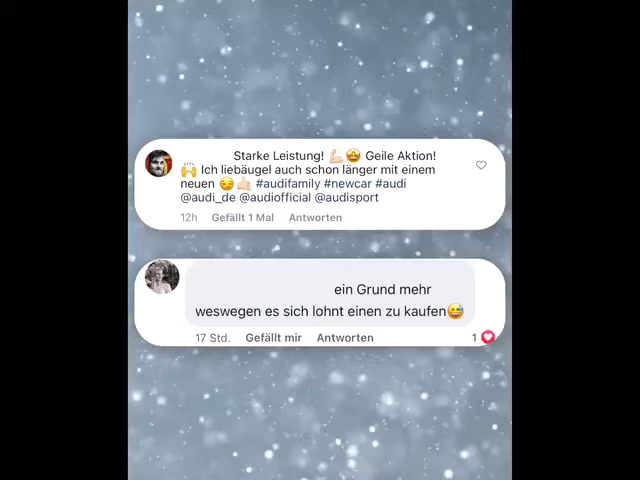 Starke Leistung! 💪🏻🤩 Geile Aktion!
🙌 Ich liebäugel auch schon länger mit einem
neuen 😏🤙🏻 #audifamily #newcar #audi
@audi_de @audiofficial @audisport
12h Gefällt 1 Mal Antworten
ein Grund mehr
weswegen es sich lohnt einen zu kaufen😅
17 Std. Gefällt mir Antworten 1